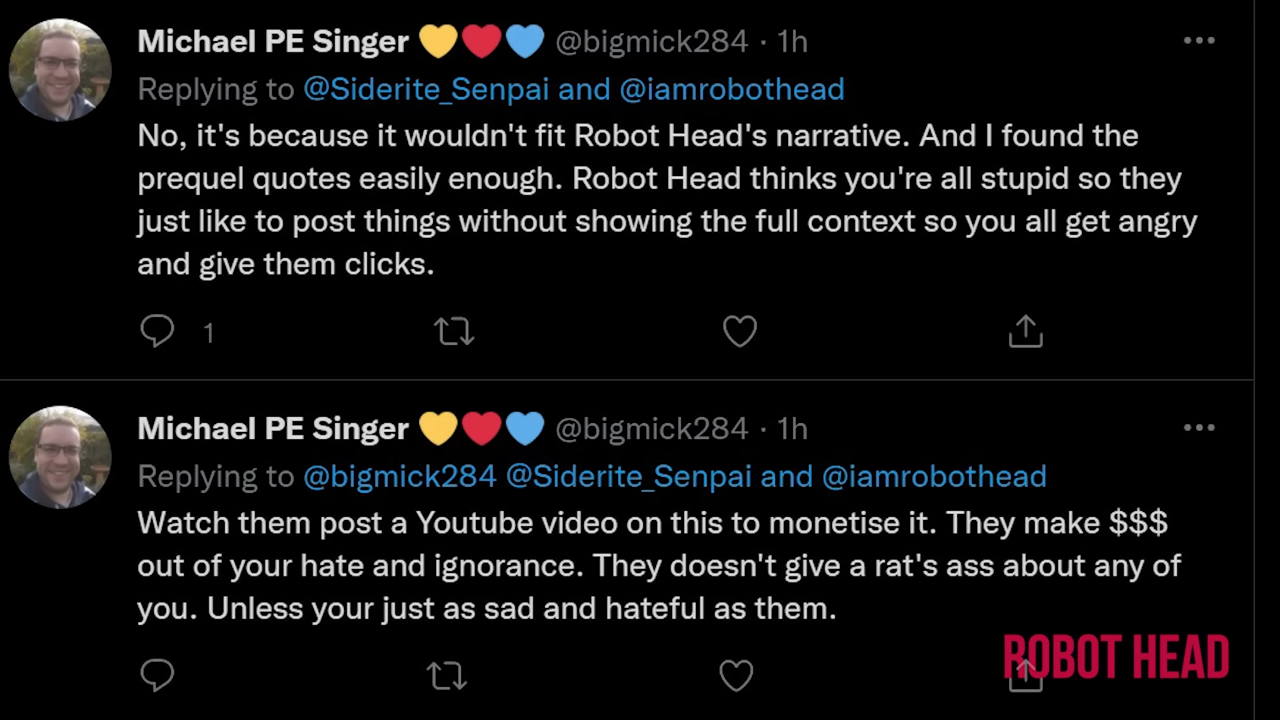 Michael PE Singer 💛❤️💙 @bigmick284 · 1h
Replying to @Siderite_Senpai and @iamrobothead
No, it's because it wouldn't fit Robot Head's narrative. And I found the
prequel quotes easily enough. Robot Head thinks you're all stupid so they
just like to post things without showing the full context so you all get angry
and give them clicks.
1
Michael PE Singer 💛❤️💙 @bigmick284 · 1h
Replying to @bigmick284 @Siderite_Senpai and @iamrobothead
Watch them post a Youtube video on this to monetise it. They make $$$
out of your hate and ignorance. They doesn't give a rat's ass about any of
you. Unless your just as sad and hateful as them.
ROBOT HEAD